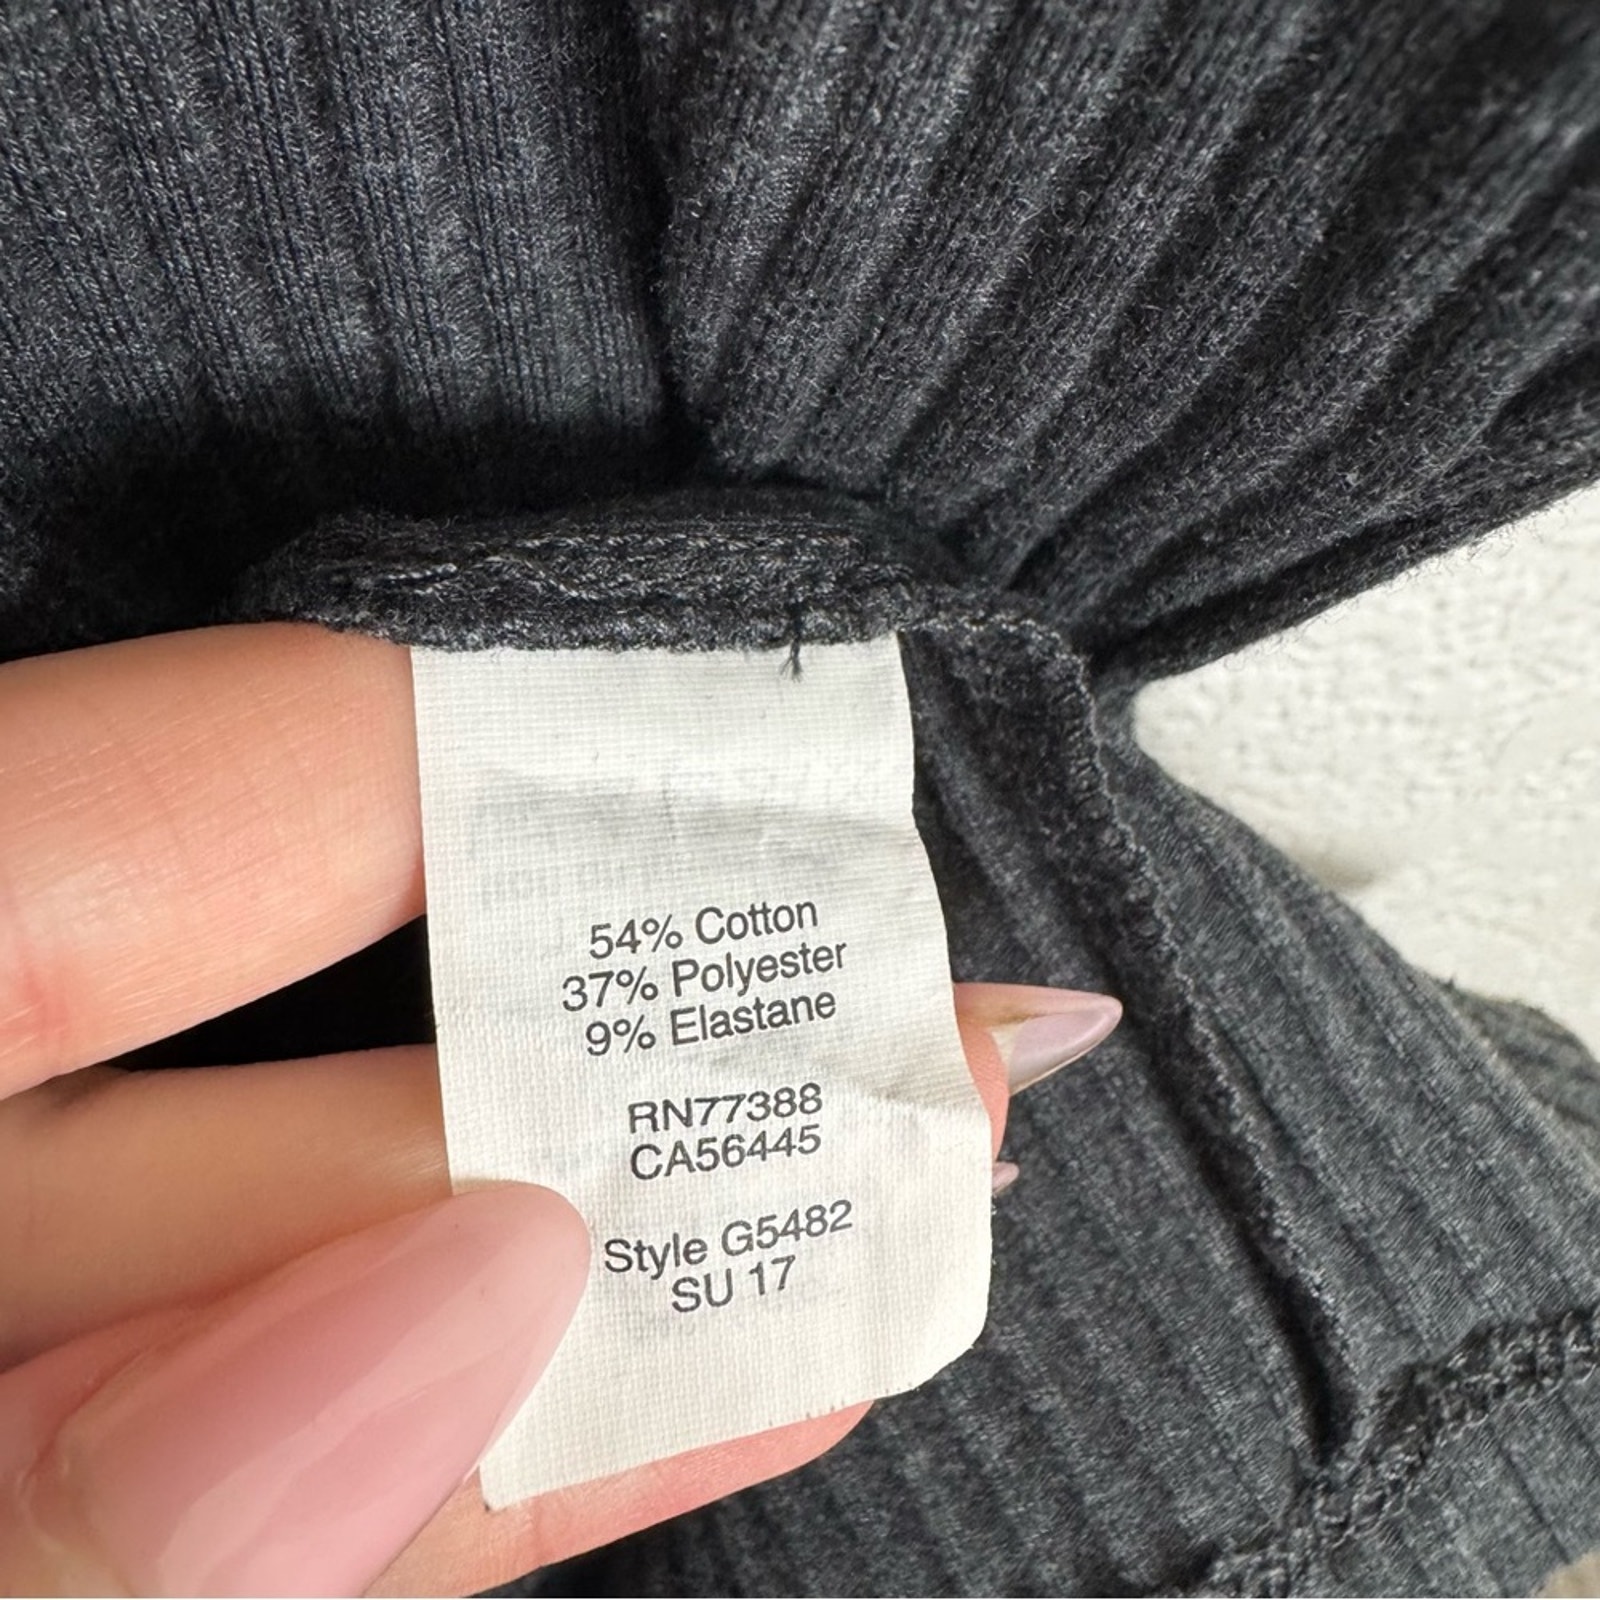 54% Cotton
37% Polyester
9% Elastane
RN77388
CA56445
Style G5482
SU 17